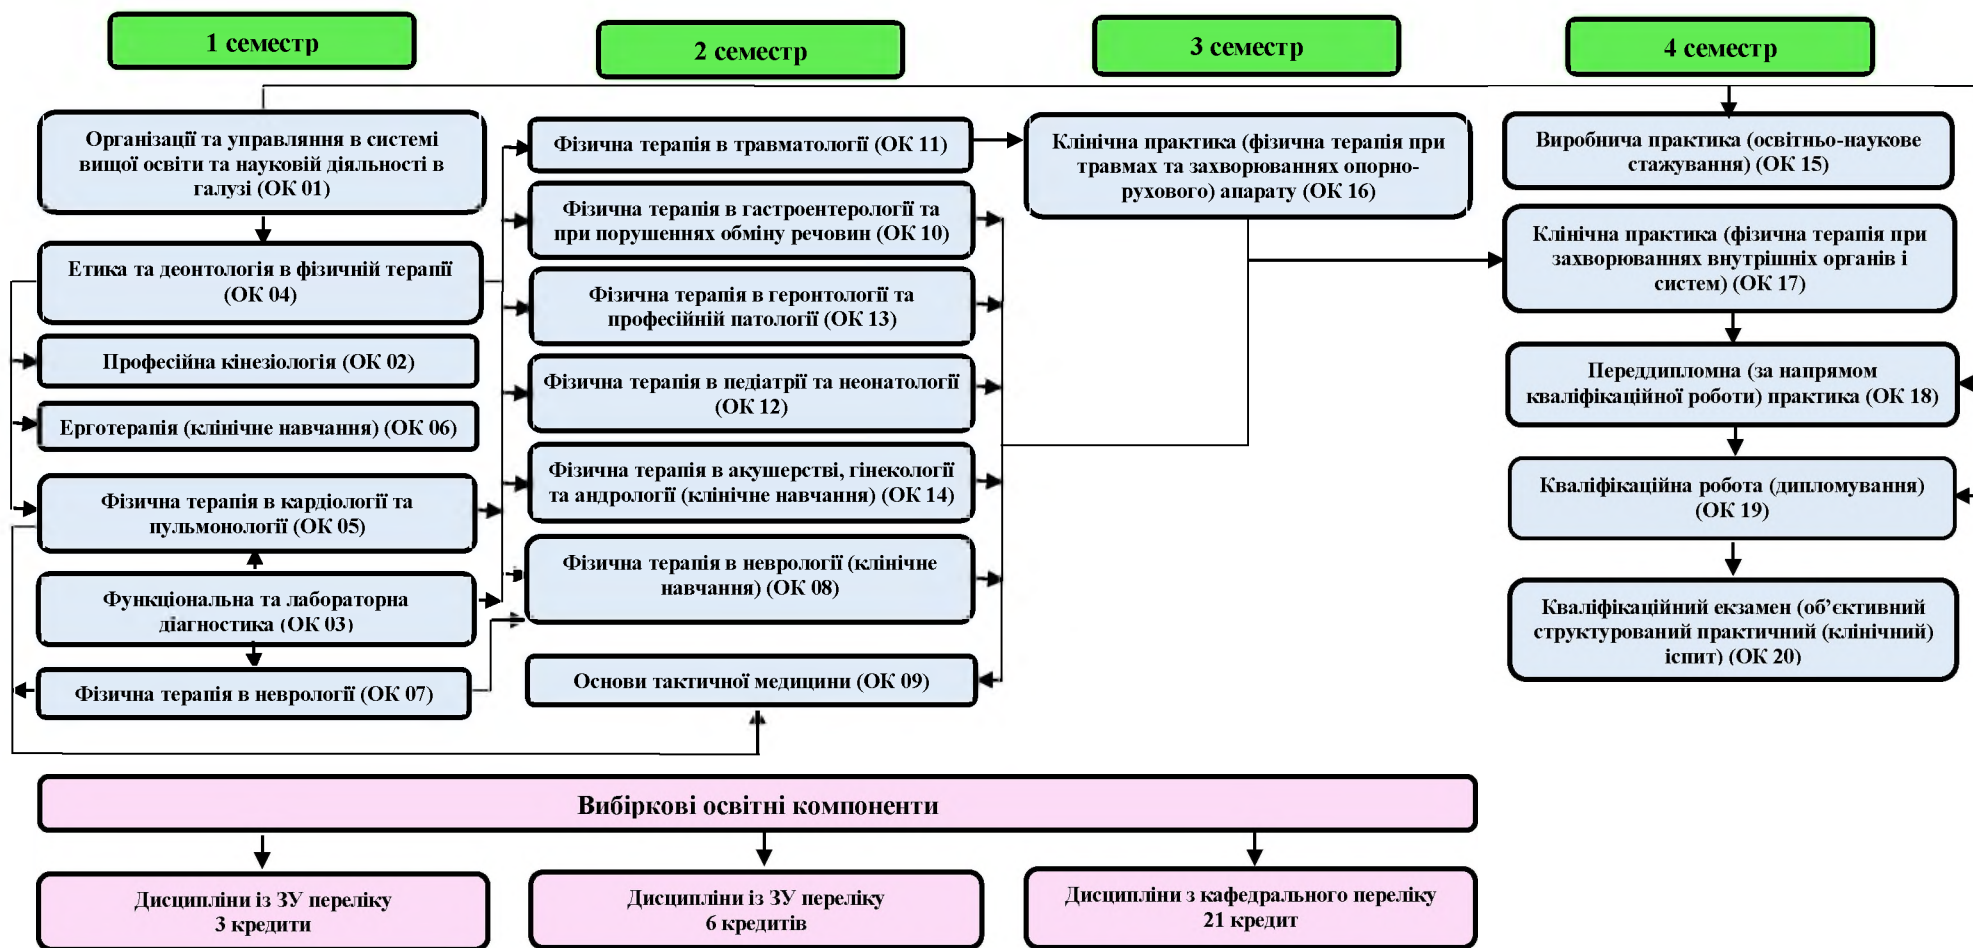 1 семестр
2 семестр
3 семестр
4 семестр
Організації та управляння в системі
вищої освіти та науковій діяльності в
галузі (ОК 01)
Етика та деонтологія в фізичній терапії
(ОК 04)
Професійна кінезіологія (ОК 02)
Ерготерапія (клінічне навчання) (ОК 06)
Фізична терапія в кардіології та
пульмонології (ОК 05)
Функціональна та лабораторна
діагностика (ОК 03)
Фізична терапія в неврології (ОК 07)
Фізична терапія в травматології (ОК 11)
Фізична терапія в гастроентерології та
при порушеннях обміну речовин (ОК 10)
Фізична терапія в геронтології та
професійній патології (ОК 13)
Фізична терапія в педіатрії та неонатології
(ОК 12)
Фізична терапія в акушерстві, гінекології
та андрології (клінічне навчання) (ОК 14)
Фізична терапія в неврології (клінічне
навчання) (ОК 08)
Основи тактичної медицини (ОК 09)
Клінічна практика (фізична терапія при
травмах та захворюваннях опорно-
рухового) апарату (ОК 16)
Виробнича практика (освітньо-наукове
стажування) (ОК 15)
Клінічна практика (фізична терапія при
захворюваннях внутрішніх органів і
систем) (ОК 17)
Переддипломна (за напрямом
кваліфікаційної роботи) практика (ОК 18)
Кваліфікаційна робота (дипломування)
(ОК 19)
Кваліфікаційний екзамен (об’єктивний
структурований практичний (клінічний)
іспит) (ОК 20)
Вибіркові освітні компоненти
Дисципліни із ЗУ переліку
3 кредити
Дисципліни із ЗУ переліку
6 кредитів
Дисципліни з кафедрального переліку
21 кредит